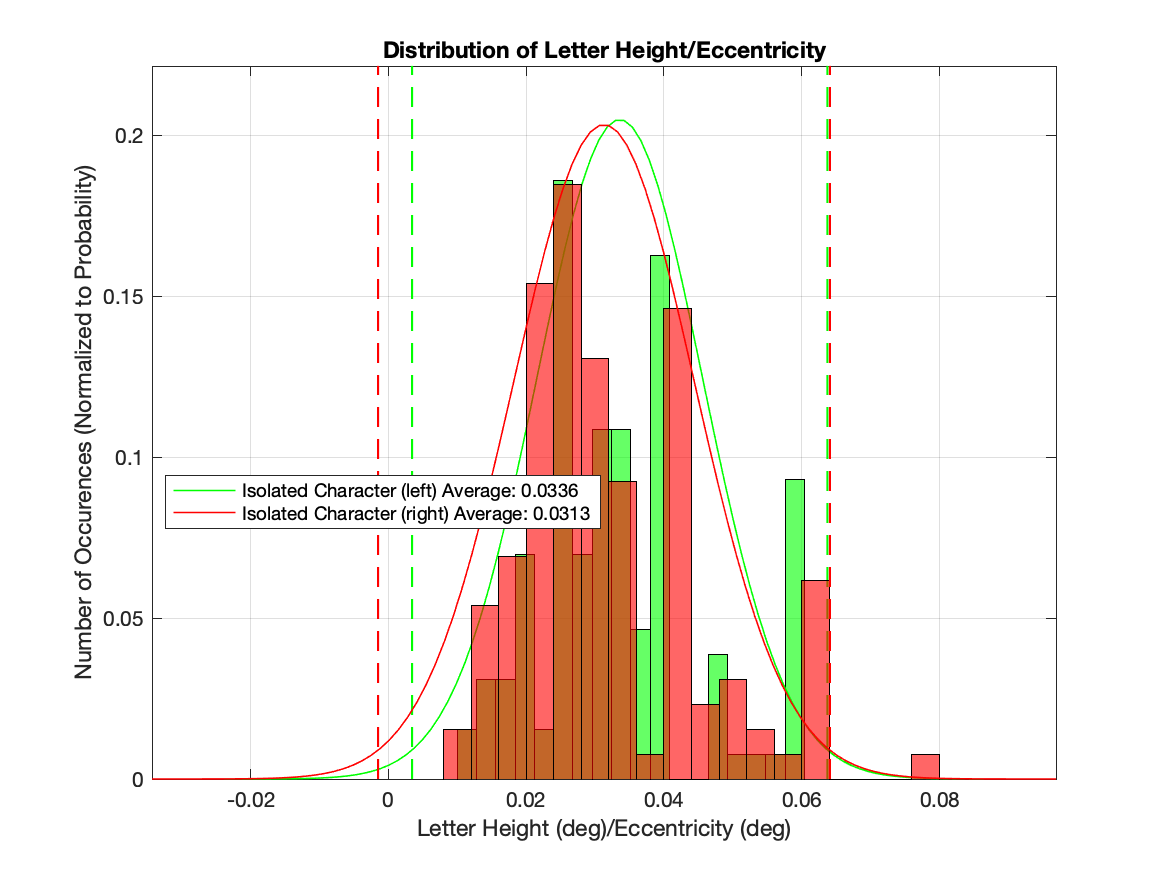 Distribution of Letter Height/Eccentricity
Number of Occurences (Normalized to Probability)
0.2
0.15
0.1
0.05
0
Isolated Character (left) Average: 0.0336
Isolated Character (right) Average: 0.0313
-0.02 0 0.02 0.04 0.06 0.08
Letter Height (deg)/Eccentricity (deg)